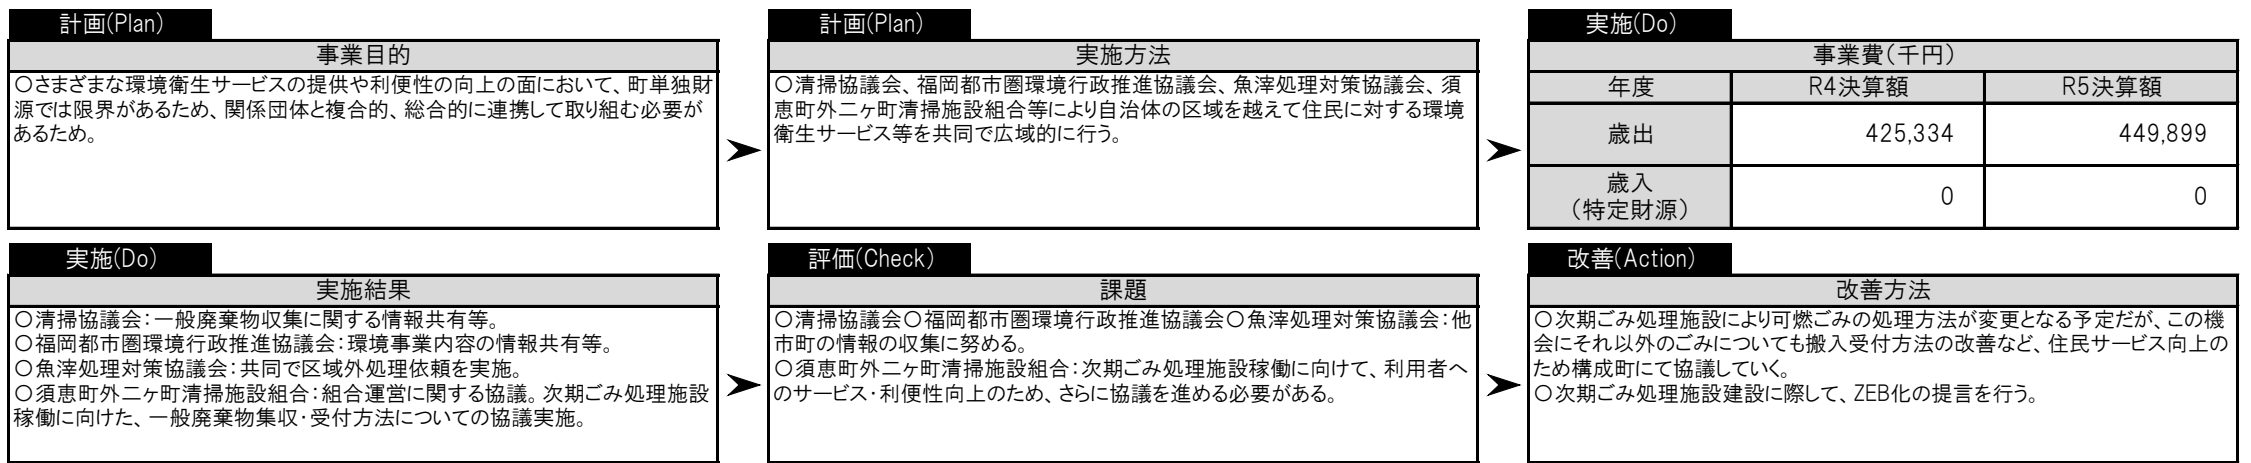 計画(Plan)
事業目的
〇さまざまな環境衛生サービスの提供や利便性の向上の面において、町単独財
源では限界があるため、関係団体と複合的、総合的に連携して取り組む必要が
あるため。
計画(Plan)
実施方法
〇清掃協議会、福岡都市圏環境行政推進協議会、魚滓処理対策協議会、須
恵町外二ヶ町清掃施設組合等により自治体の区域を越えて住民に対する環境
衛生サービス等を共同で広域的に行う。
実施(Do)
事業費(千円)
年度 R4決算額 R5決算額
歳出 425,334 449,899
歳入
(特定財源) 0 0
実施(Do)
実施結果
〇清掃協議会:一般廃棄物収集に関する情報共有等。
〇福岡都市圏環境行政推進協議会:環境事業内容の情報共有等。
〇魚滓処理対策協議会:共同で区域外処理依頼を実施。
〇須恵町外二ヶ町清掃施設組合:組合運営に関する協議。次期ごみ処理施設
稼働に向けた、一般廃棄物集収・受付方法についての協議実施。
評価(Check)
課題
〇清掃協議会〇福岡都市圏環境行政推進協議会〇魚滓処理対策協議会:他
市町の情報の収集に努める。
〇須恵町外二ヶ町清掃施設組合:次期ごみ処理施設稼働に向けて、利用者へ
のサービス・利便性向上のため、さらに協議を進める必要がある。
改善(Action)
改善方法
〇次期ごみ処理施設により可燃ごみの処理方法が変更となる予定だが、この機
会にそれ以外のごみについても搬入受付方法の改善など、住民サービス向上の
ため構成町にて協議していく。
〇次期ごみ処理施設建設に際して、ZEB化の提言を行う。